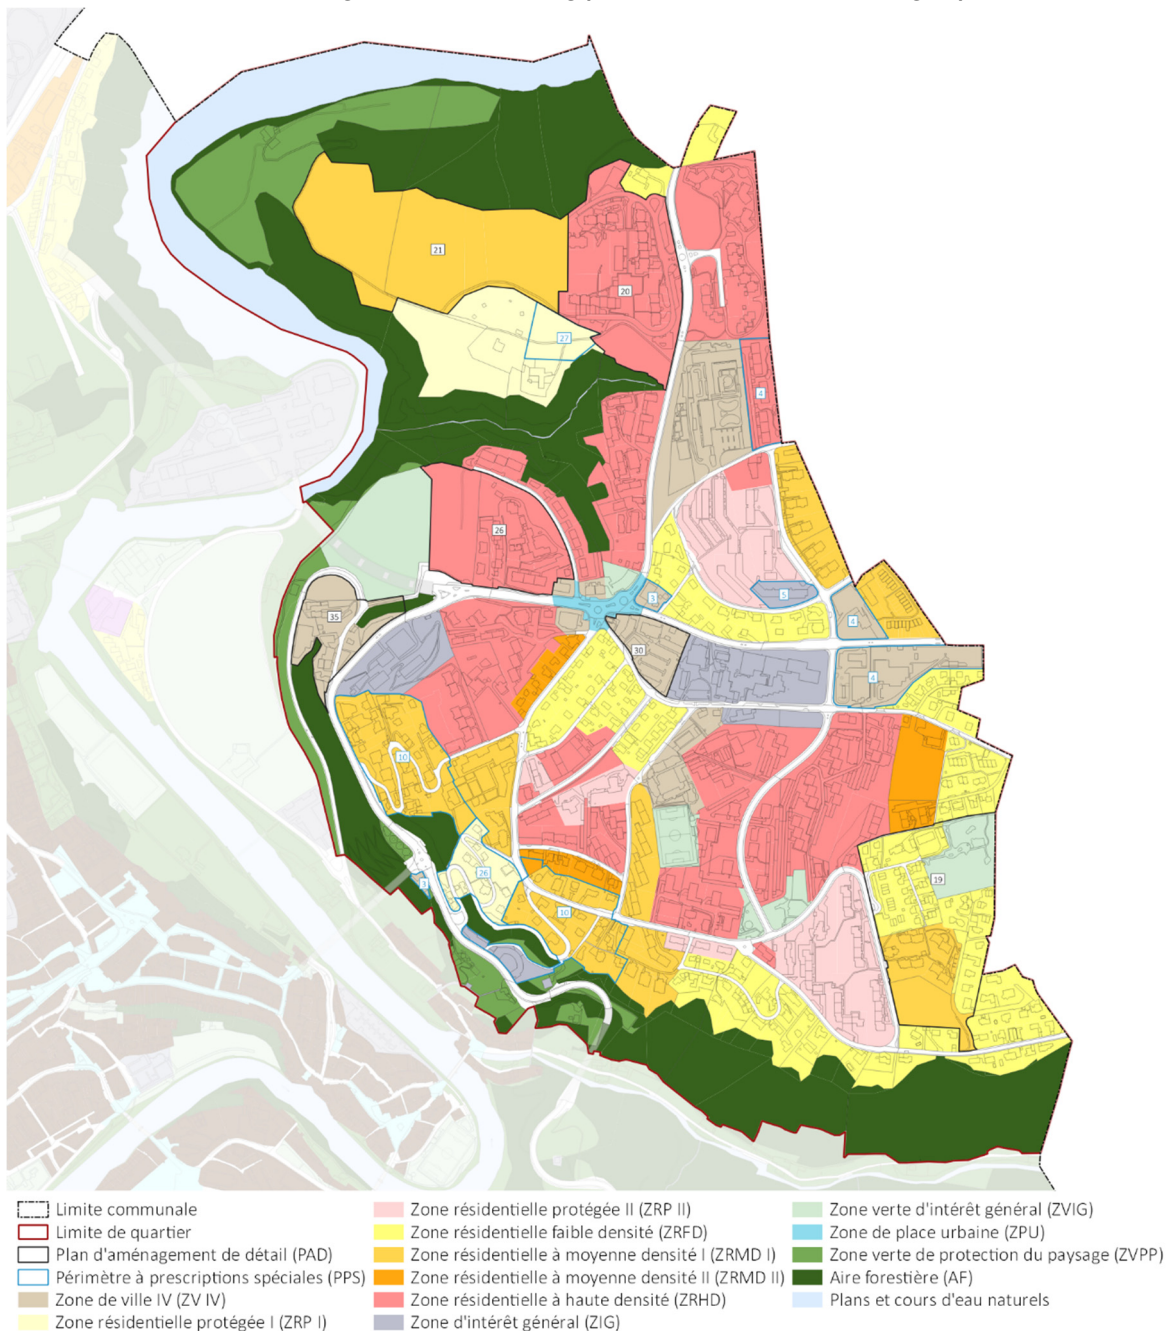 21
20
27
4
26
5
3
4
35
30
4
10
19
26
3
10
Limite communale
Limite de quartier
Plan d'aménagement de détail (PAD)
Périmètre à prescriptions spéciales (PPS)
Zone de ville IV (ZV IV)
Zone résidentielle protégée I (ZRP I)
Zone résidentielle protégée II (ZRP II)
Zone résidentielle faible densité (ZRFD)
Zone résidentielle à moyenne densité I (ZRMD I)
Zone résidentielle à moyenne densité II (ZRMD II)
Zone résidentielle à haute densité (ZRHD)
Zone d'intérêt général (ZIG)
Zone verte d'intérêt général (ZVIG)
Zone de place urbaine (ZPU)
Zone verte de protection du paysage (ZVPP)
Aire forestière (AF)
Plans et cours d'eau naturels